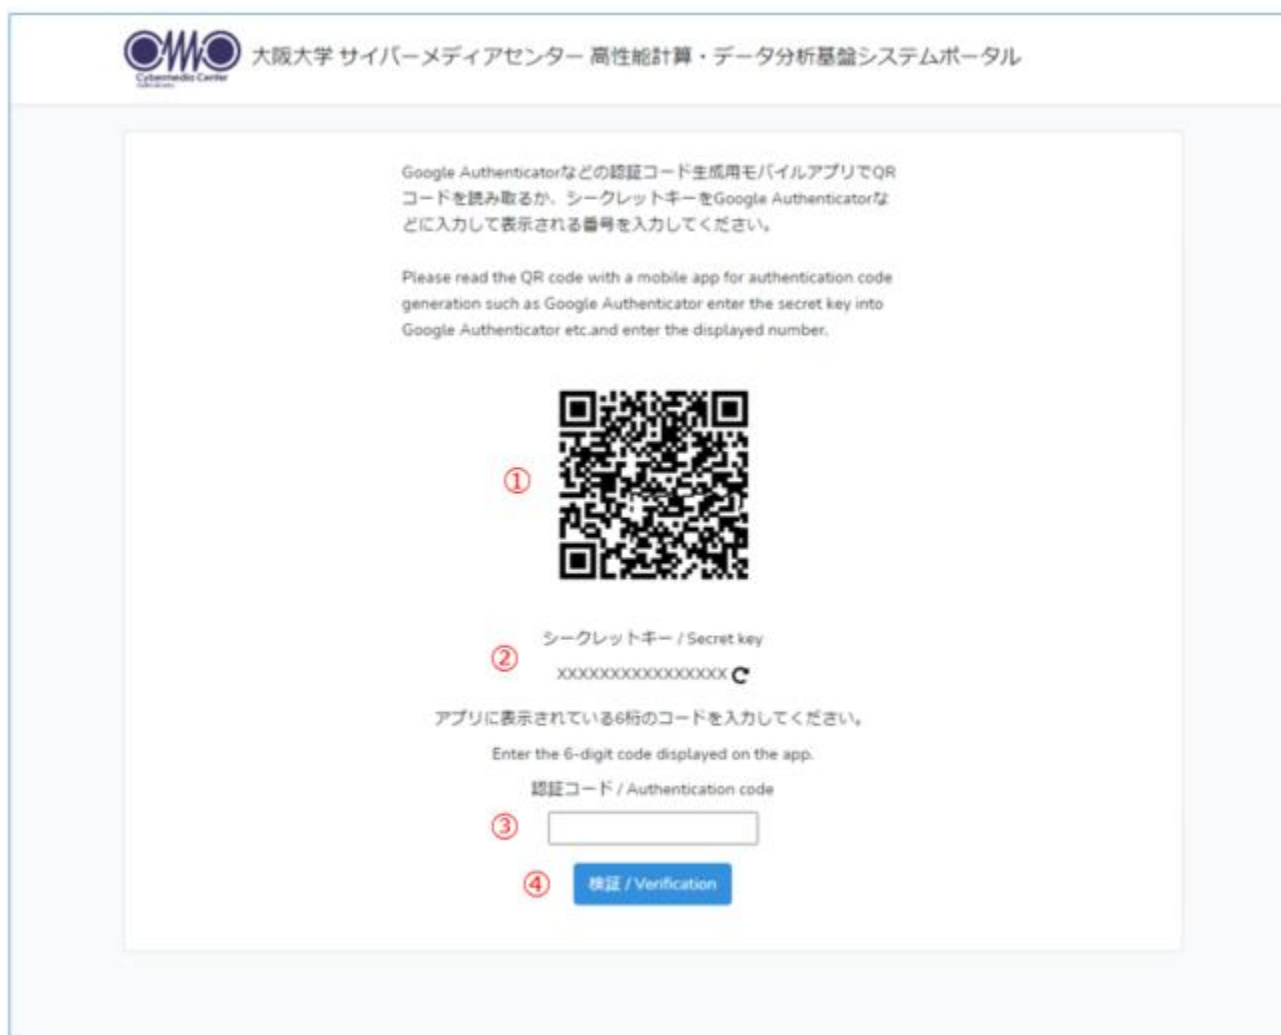 Cybermedia Center
大阪大学 サイバーメディアセンター 高性能計算・データ分析基盤システムポータル
Google Authenticatorなどの認証コード生成用モバイルアプリでQR
コードを読み取るか、シークレットキーをGoogle Authenticatorな
どに入力して表示される番号を入力してください。
Please read the QR code with a mobile app for authentication code
generation such as Google Authenticator enter the secret key into
Google Authenticator etc.and enter the displayed number.
①
シークレットキー / Secret key
②
XXXXXXXXXXXXXXXX
アプリに表示されている6桁のコードを入力してください。
Enter the 6-digit code displayed on the app.
認証コード / Authentication code
③
④ 検証 / Verification